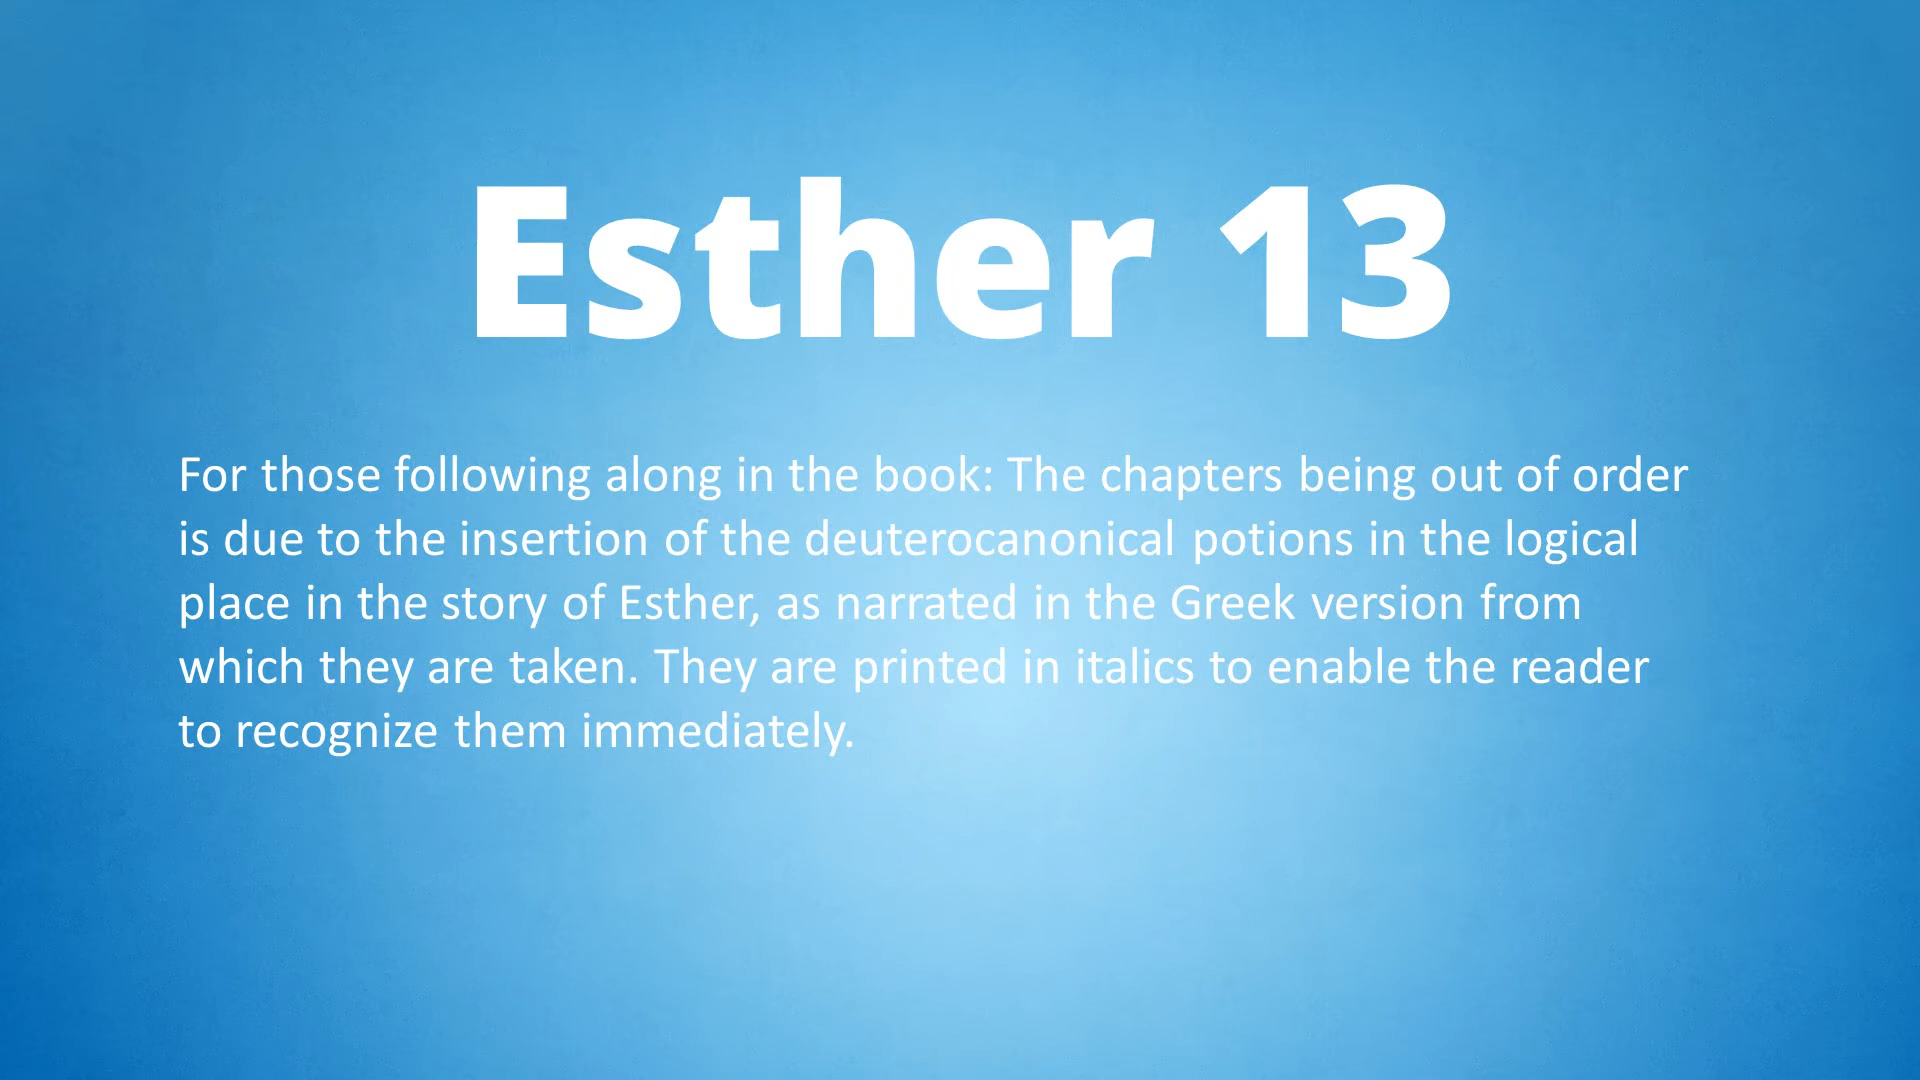 Esther 13
For those following along in the book: The chapters being out of order
is due to the insertion of the deuterocanonical potions in the logical
place in the story of Esther, as narrated in the Greek version from
which they are taken. They are printed in italics to enable the reader
to recognize them immediately.